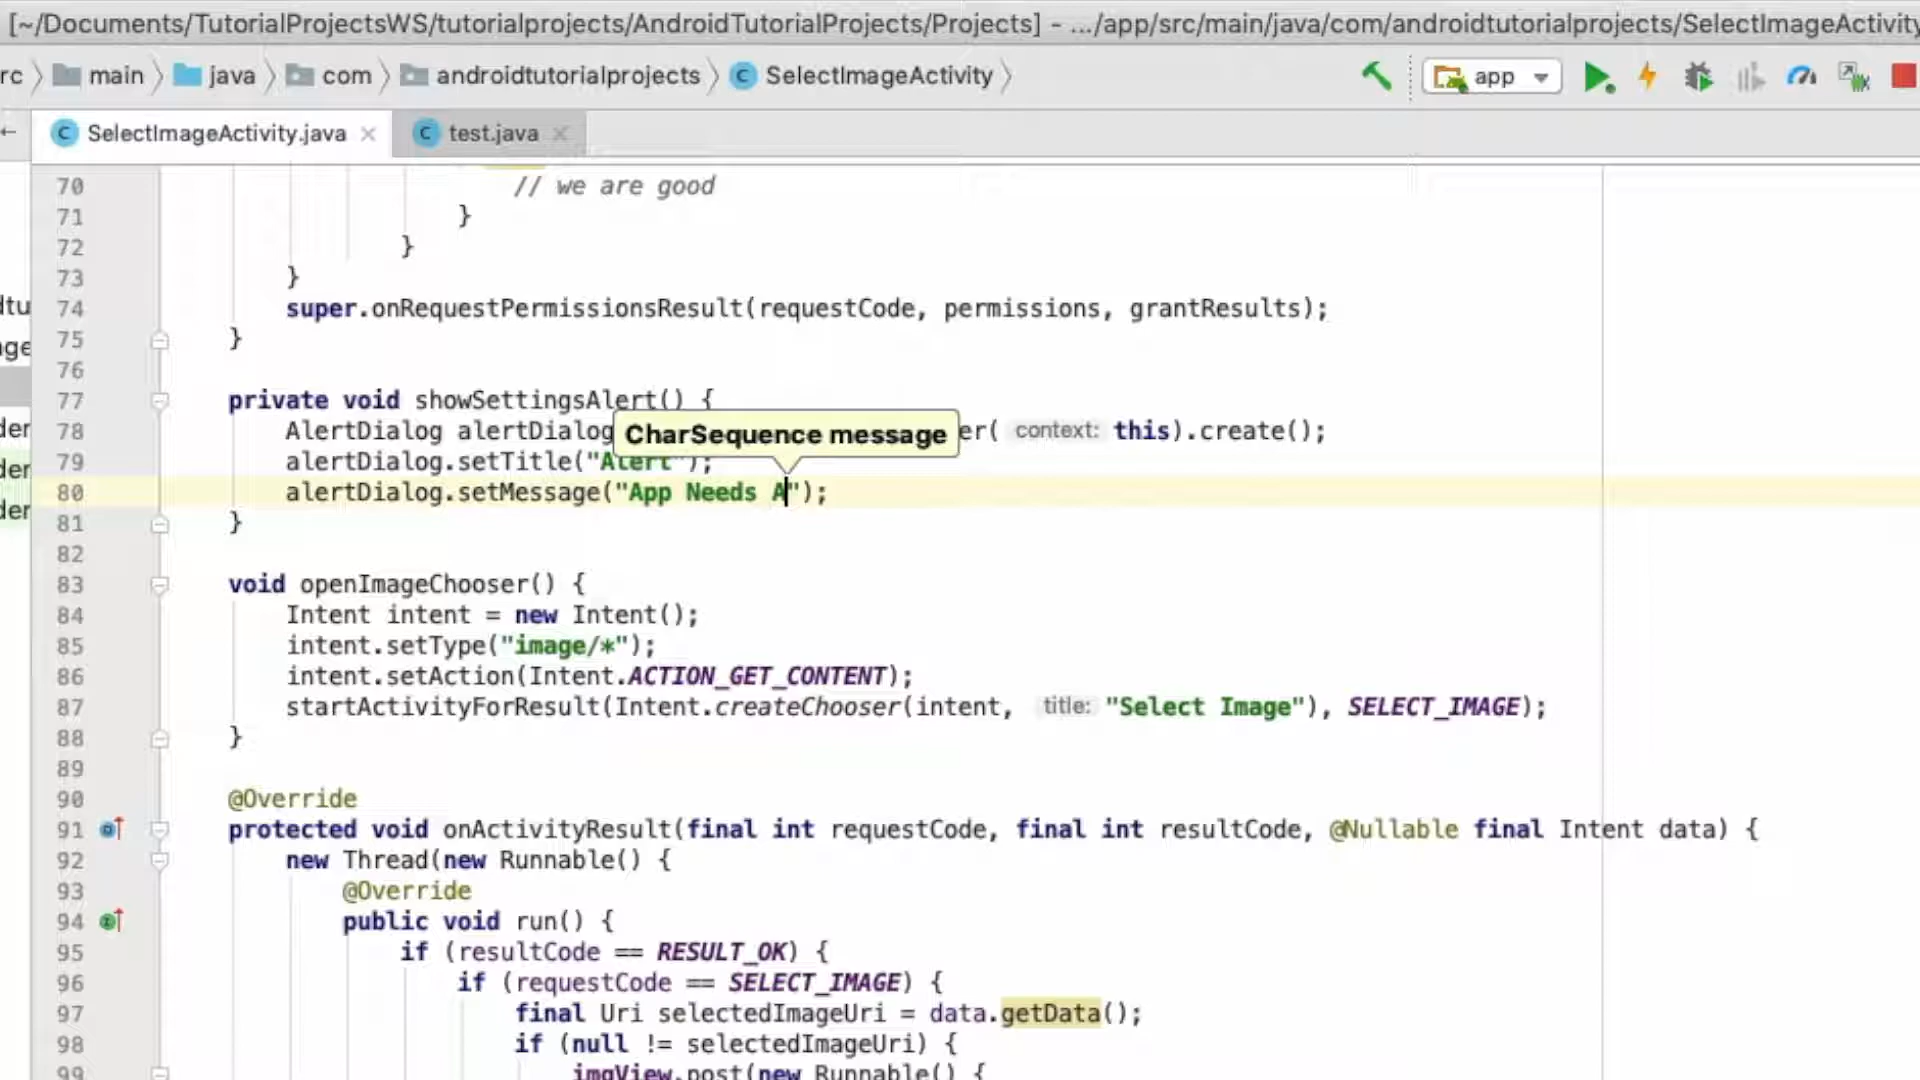 [~/Documents/TutorialProjectsWS/tutorialprojects/AndroidTutorialProjects/Projects] - .../app/src/main/java/com/androidtutorialprojects/SelectImageActivity
rc main java com androidtutorialprojects SelectImageActivity app
SelectImageActivity.java test.java
70 // we are good
71 }
72 }
73 }
74 super.onRequestPermissionsResult(requestCode, permissions, grantResults);
75 }
76
77 private void showSettingsAlert() {
CharSequence message
78 AlertDialog alertDialog er( context: this).create();
79 alertDialog.setTitle("Alert");
80 alertDialog.setMessage("App Needs A");
81 }
82
83 void openImageChooser() {
84 Intent intent = new Intent();
85 intent.setType("image/*");
86 intent.setAction(Intent.ACTION_GET_CONTENT);
87 startActivityForResult(Intent.createChooser(intent, title: "Select Image"), SELECT_IMAGE);
88 }
89
90 @Override
91 protected void onActivityResult(final int requestCode, final int resultCode, @Nullable final Intent data) {
92 new Thread(new Runnable() {
93 @Override
94 public void run() {
95 if (resultCode == RESULT_OK) {
96 if (requestCode == SELECT_IMAGE) {
97 final Uri selectedImageUri = data.getData();
98 if (null != selectedImageUri) {
99 imgView.post(new Runnable() {